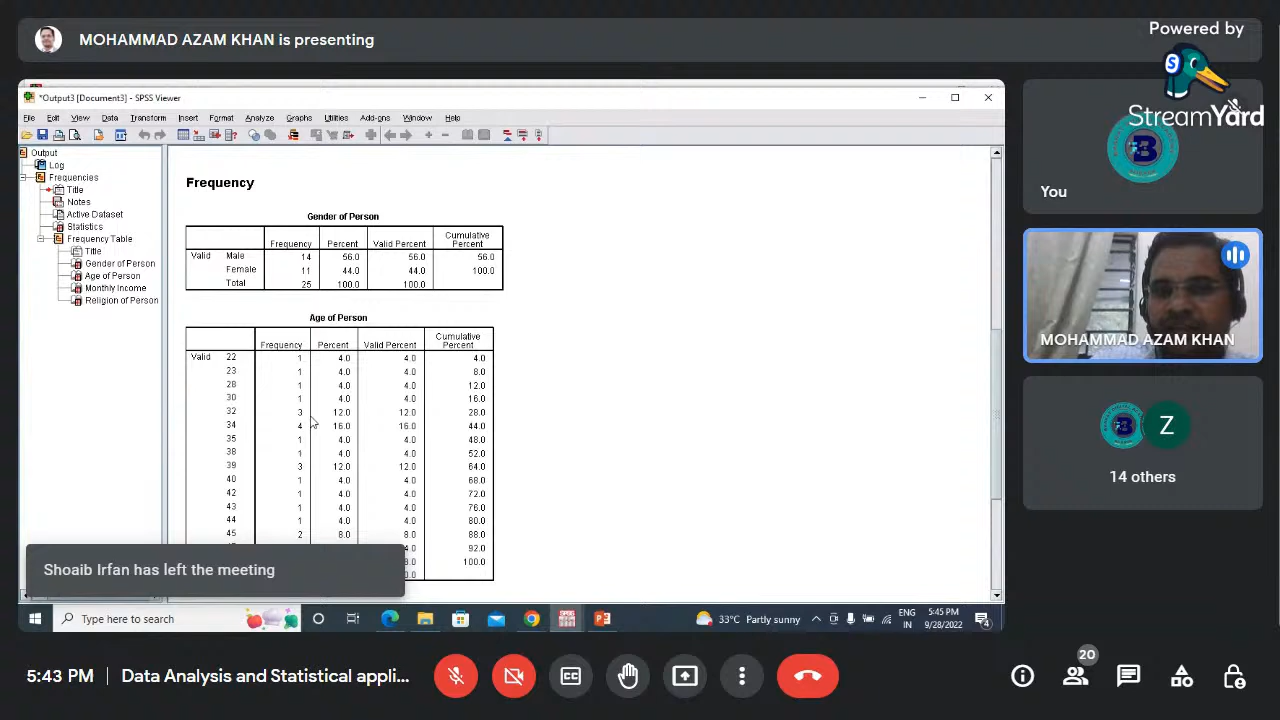 MOHAMMAD AZAM KHAN is presenting
Powered by
StreamYard
*Output3 [Document3] - SPSS Viewer
File Edit View Data Transform Insert Format Analyze Graphs Utilities Add-ons Window Help
Output
Log
Frequencies
Title
Notes
Active Dataset
Statistics
Frequency Table
Title
Gender of Person
Age of Person
Monthly Income
Religion of Person
Frequency
Gender of Person
Frequency Percent Valid Percent Cumulative Percent
Valid Male 14 56.0 56.0 56.0
Female 11 44.0 44.0 100.0
Total 25 100.0 100.0
Age of Person
Frequency Percent Valid Percent Cumulative Percent
Valid 22 1 4.0 4.0 4.0
23 1 4.0 4.0 8.0
28 1 4.0 4.0 12.0
30 1 4.0 4.0 16.0
32 3 12.0 12.0 28.0
34 4 16.0 16.0 44.0
35 1 4.0 4.0 48.0
38 1 4.0 4.0 52.0
39 3 12.0 12.0 64.0
40 1 4.0 4.0 68.0
42 1 4.0 4.0 72.0
43 1 4.0 4.0 76.0
44 1 4.0 4.0 80.0
45 2 8.0 8.0 88.0
92.0
100.0
You
MOHAMMAD AZAM KHAN
Z
14 others
Shoaib Irfan has left the meeting
Type here to search
33°C Partly sunny
ENG
IN
5:45 PM
9/28/2022
4
5:43 PM
Data Analysis and Statistical appli...
20